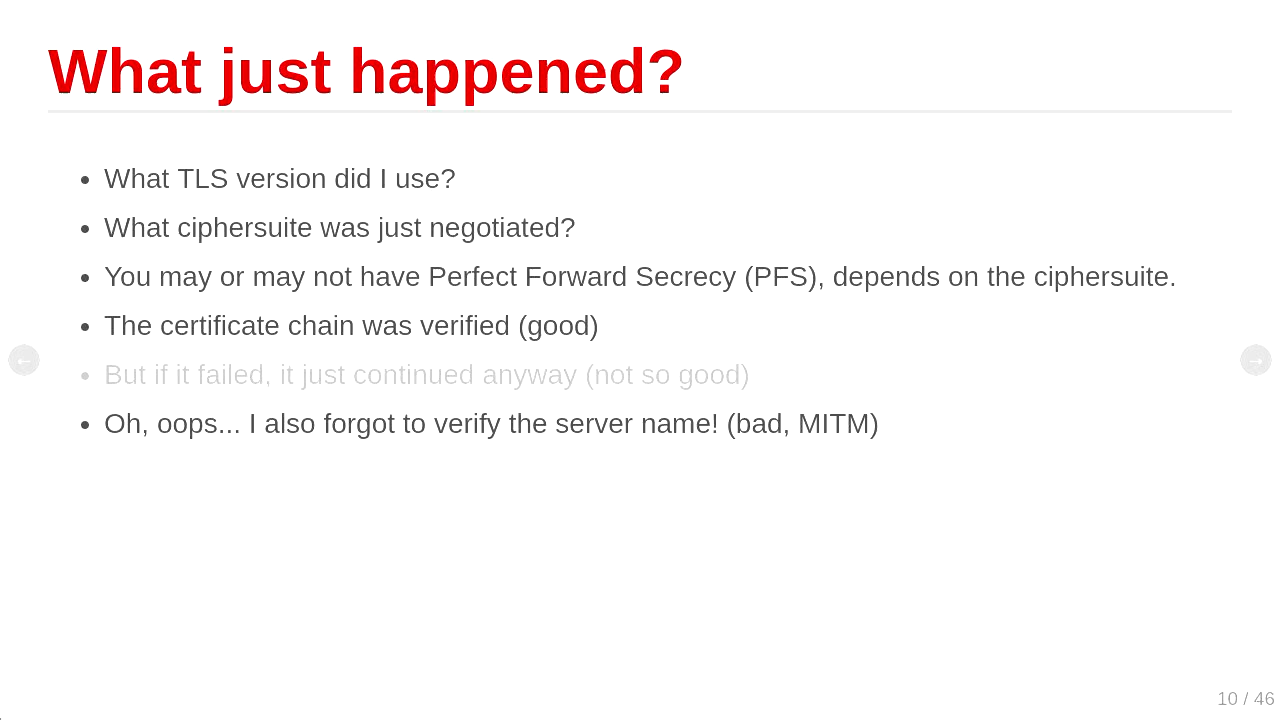 What just happened?
• What TLS version did I use?
• What ciphersuite was just negotiated?
• You may or may not have Perfect Forward Secrecy (PFS), depends on the ciphersuite.
• The certificate chain was verified (good)
• But if it failed, it just continued anyway (not so good)
• Oh, oops... I also forgot to verify the server name! (bad, MITM)
←
→
10 / 46